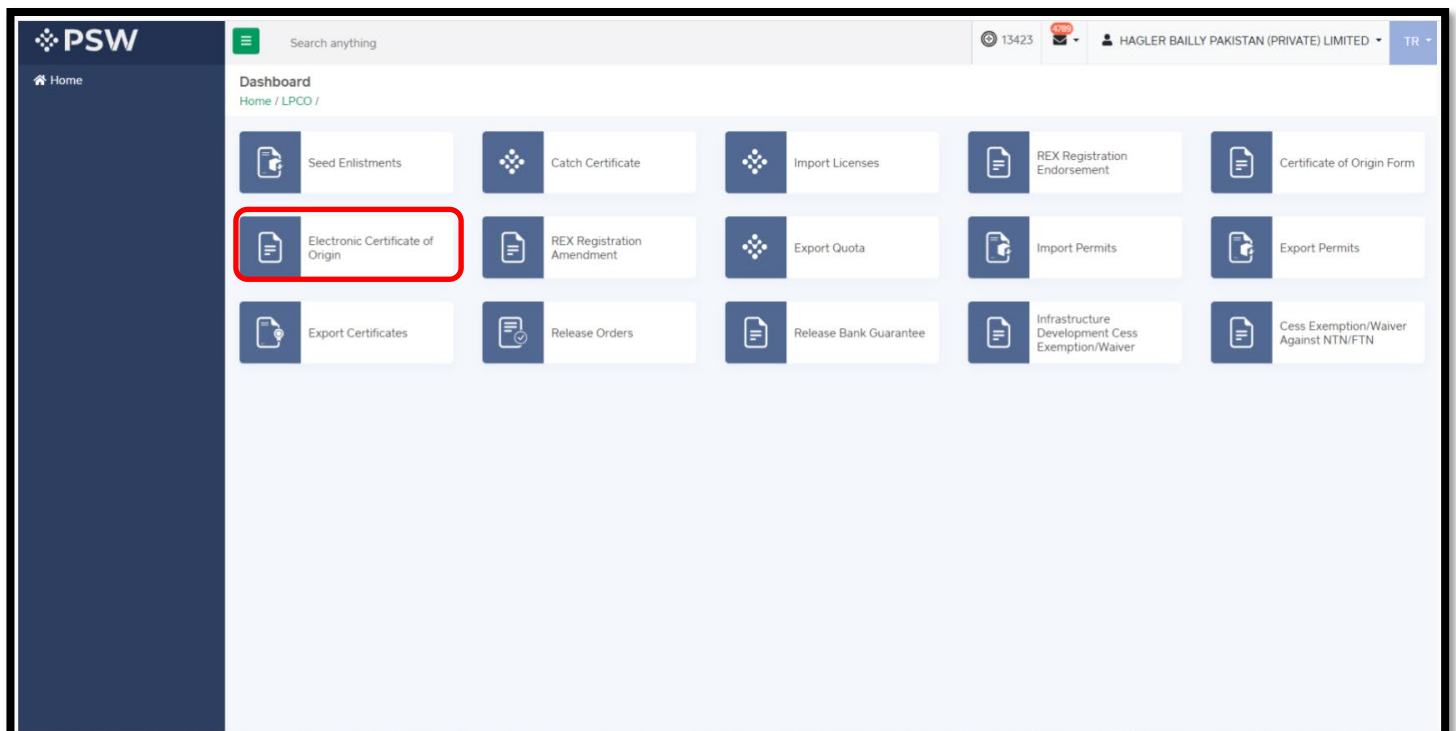 PSW
Search anything
13423
4789
HAGLER BAILLY PAKISTAN (PRIVATE) LIMITED
TR
Home
Dashboard
Home / LPCO /
Seed Enlistments
Catch Certificate
Import Licenses
REX Registration
Endorsement
Certificate of Origin Form
Electronic Certificate of
Origin
REX Registration
Amendment
Export Quota
Import Permits
Export Permits
Export Certificates
Release Orders
Release Bank Guarantee
Infrastructure
Development Cess
Exemption/Waiver
Cess Exemption/Waiver
Against NTN/FTN